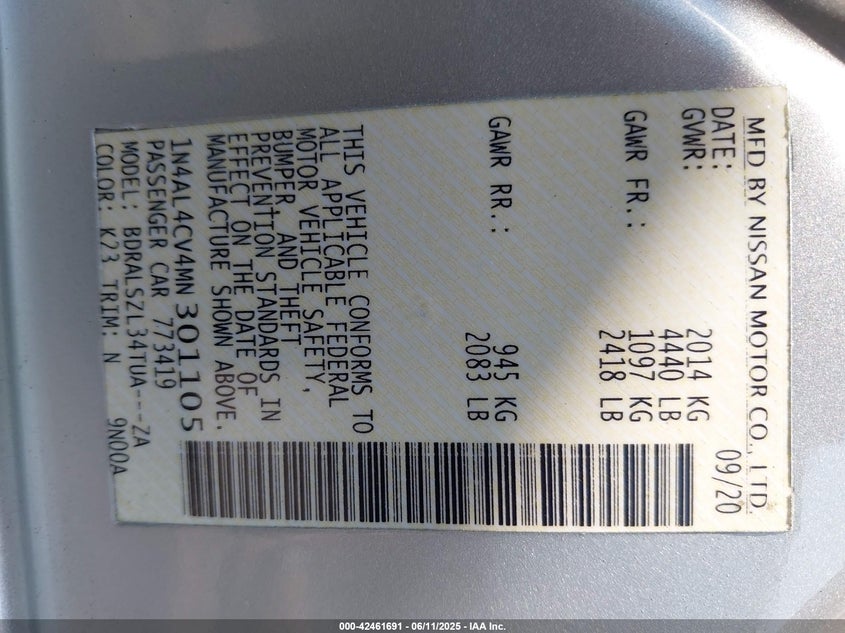 MFD BY NISSAN MOTOR CO., LTD.
DATE: 09/20
GVWR: 2014 KG
4440 LB
GAWR FR.: 1097 KG
2418 LB
GAWR RR.: 945 KG
2083 LB
THIS VEHICLE CONFORMS TO
ALL APPLICABLE FEDERAL
MOTOR VEHICLE SAFETY,
BUMPER, AND THEFT
PREVENTION STANDARDS IN
EFFECT ON THE DATE OF
MANUFACTURE SHOWN ABOVE.
1N4AL4CV4MN301105
PASSENGER CAR 773419
MODEL: BDRALSZL34TUA---ZA
COLOR: K23 TRIM: N 9N00A
000-42461691 - 06/11/2025 - IAA Inc.